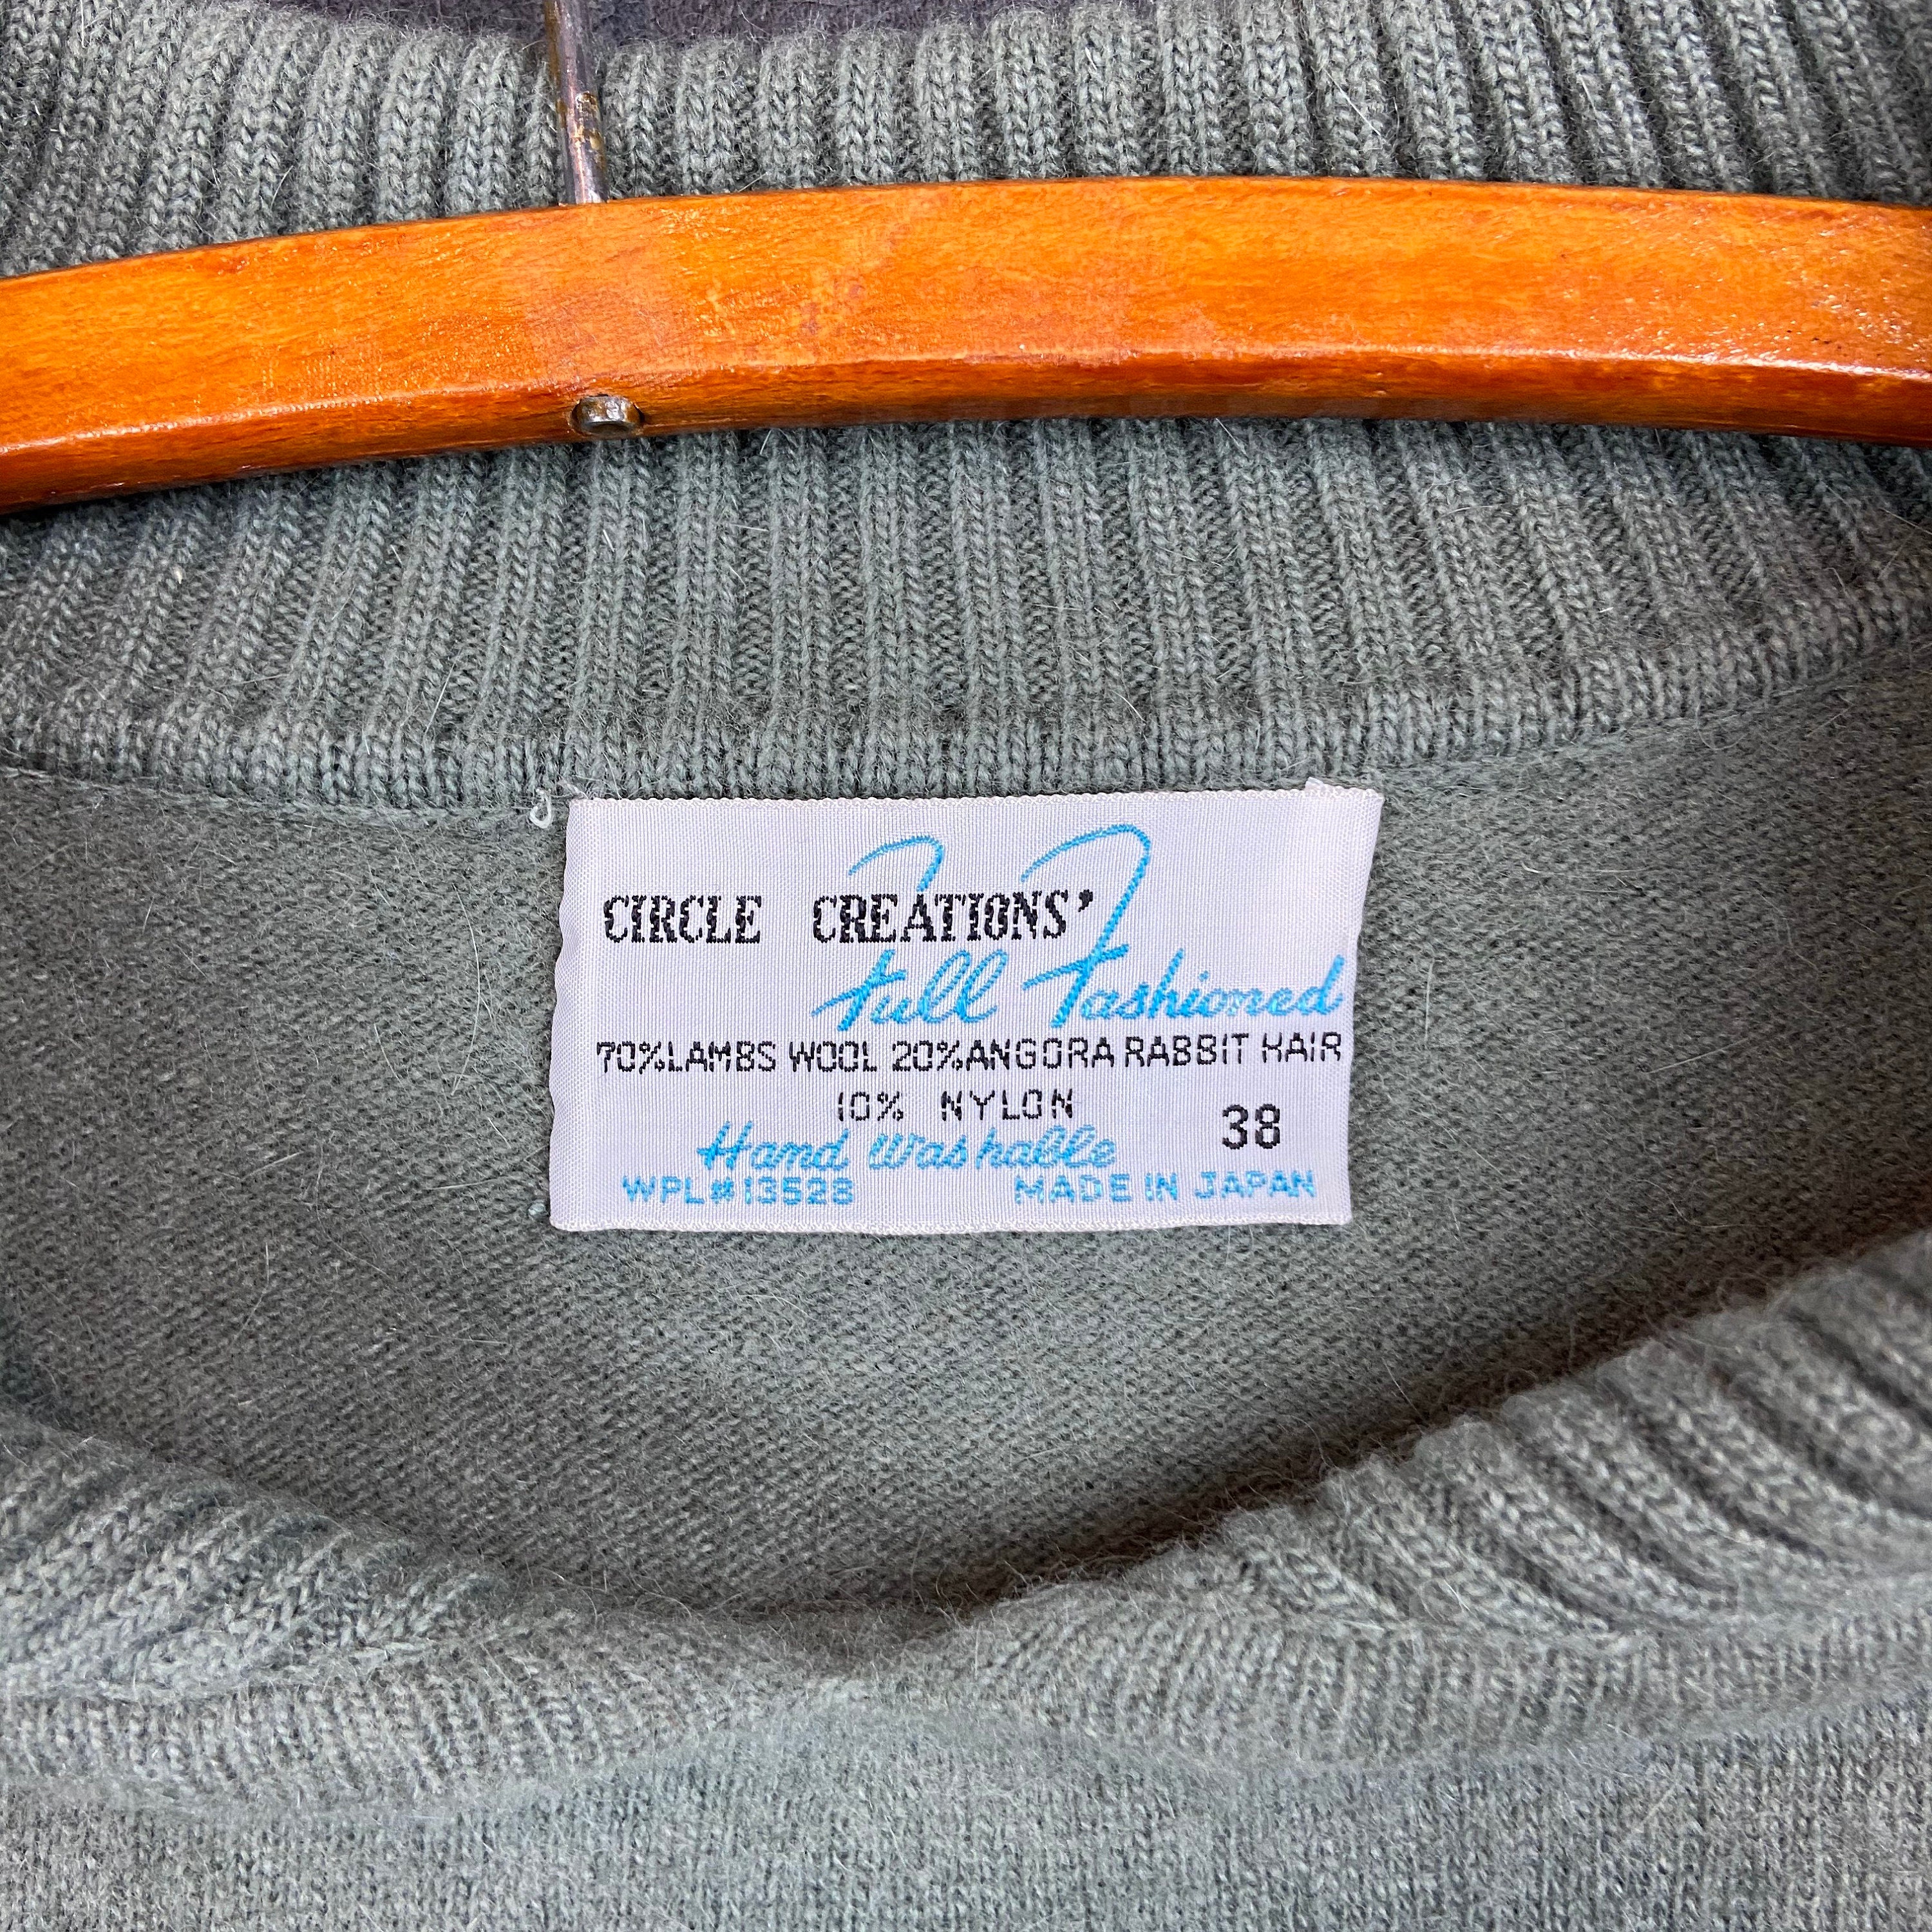 CIRCLE CREATIONS'
Full Fashioned
70% LAMBS WOOL 20% ANGORA RABBIT HAIR
10% NYLON 38
Hand Washable
WPL# 13528 MADE IN JAPAN